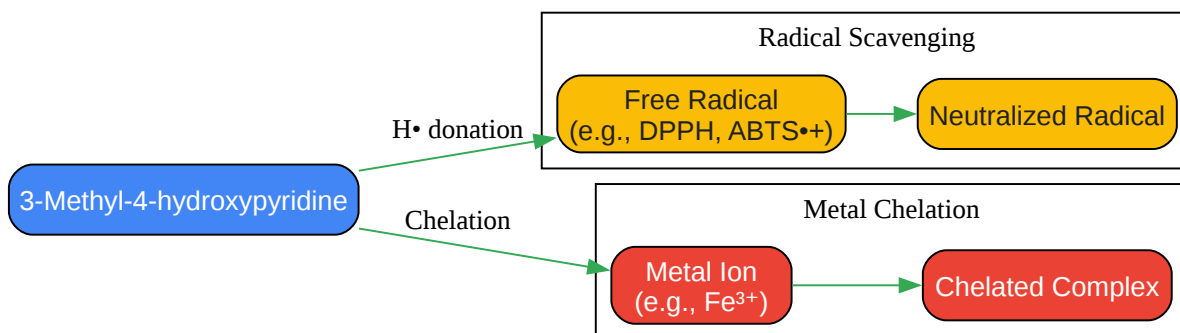 Radical Scavenging
Free Radical
(e.g., DPPH, ABTS•+)
Neutralized Radical
H• donation
3-Methyl-4-hydroxypyridine
Chelation
Metal Chelation
Metal Ion
(e.g., Fe³⁺)
Chelated Complex